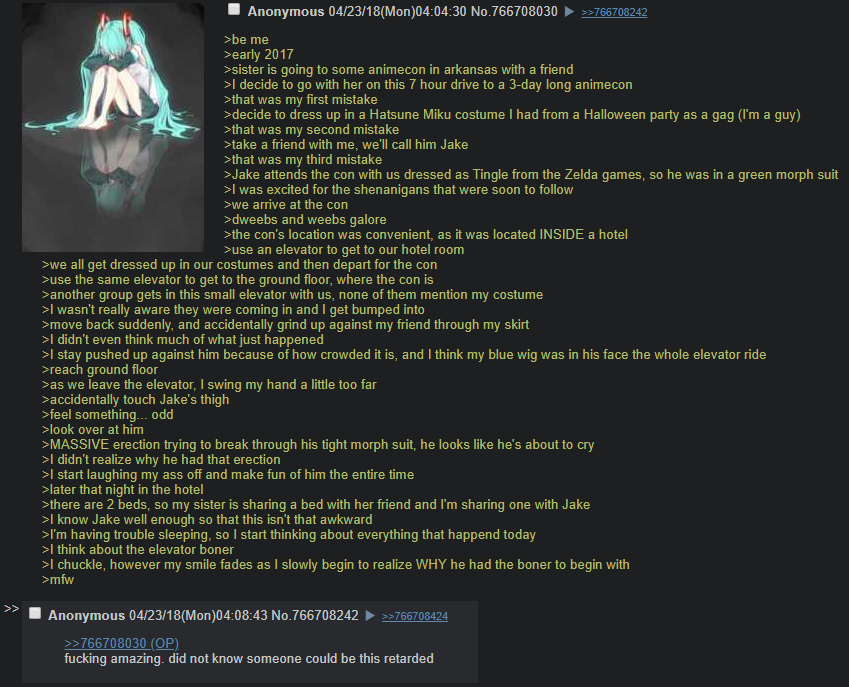 Anonymous 04/23/18(Mon)04:04:30 No.766708030 ▶ >>766708242
>be me
>early 2017
>sister is going to some animecon in arkansas with a friend
>I decide to go with her on this 7 hour drive to a 3-day long animecon
>that was my first mistake
>decide to dress up in a Hatsune Miku costume I had from a Halloween party as a gag (I'm a guy)
>that was my second mistake
>take a friend with me, we'll call him Jake
>that was my third mistake
>Jake attends the con with us dressed as Tingle from the Zelda games, so he was in a green morph suit
>I was excited for the shenanigans that were soon to follow
>we arrive at the con
>dweebs and weebs galore
>the con's location was convenient, as it was located INSIDE a hotel
>use an elevator to get to our hotel room
>we all get dressed up in our costumes and then depart for the con
>use the same elevator to get to the ground floor, where the con is
>another group gets in this small elevator with us, none of them mention my costume
>I wasn't really aware they were coming in and I get bumped into
>move back suddenly, and accidentally grind up against my friend through my skirt
>I didn't even think much of what just happened
>I stay pushed up against him because of how crowded it is, and I think my blue wig was in his face the whole elevator ride
>reach ground floor
>as we leave the elevator, I swing my hand a little too far
>accidentally touch Jake's thigh
>feel something... odd
>look over at him
>MASSIVE erection trying to break through his tight morph suit, he looks like he's about to cry
>I didn't realize why he had that erection
>I start laughing my ass off and make fun of him the entire time
>later that night in the hotel
>there are 2 beds, so my sister is sharing a bed with her friend and I'm sharing one with Jake
>I know Jake well enough so that this isn't that awkward
>I'm having trouble sleeping, so I start thinking about everything that happend today
>I think about the elevator boner
>I chuckle, however my smile fades as I slowly begin to realize WHY he had the boner to begin with
>mfw
>> Anonymous 04/23/18(Mon)04:08:43 No.766708242 ▶ >>766708424
>>766708030 (OP)
fucking amazing. did not know someone could be this retarded